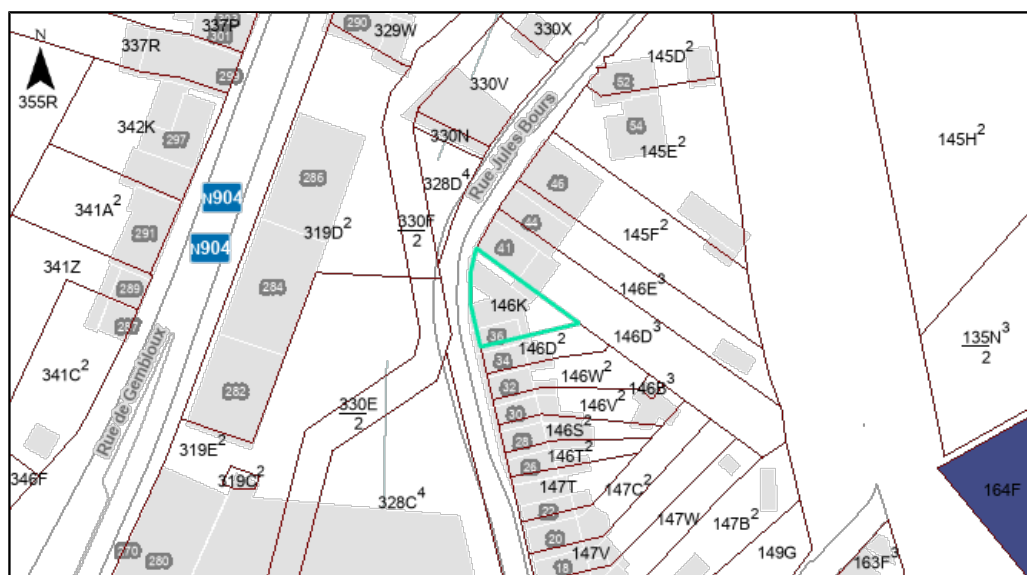 337P
301
290
329W
330X
N
337R
299
145D²
52
330V
355R
342K
297
330N
54
145E²
145H²
Rue Jules Bours
286
328D⁴
46
N904
341A²
291
319D²
330F
2
44
145F²
N904
41
341Z
289
284
146K
146E³
287
36
146D³
135N³
2
34
146D²
Rue de Gembloux
341C²
282
32
146W²
146B³
330E
2
30
146V²
319E²
28
146S²
26
146T²
346F
319C²
328C⁴
147T
147C²
164F
22
147W
147B²
270
280
20
147V
149G
163F³
18